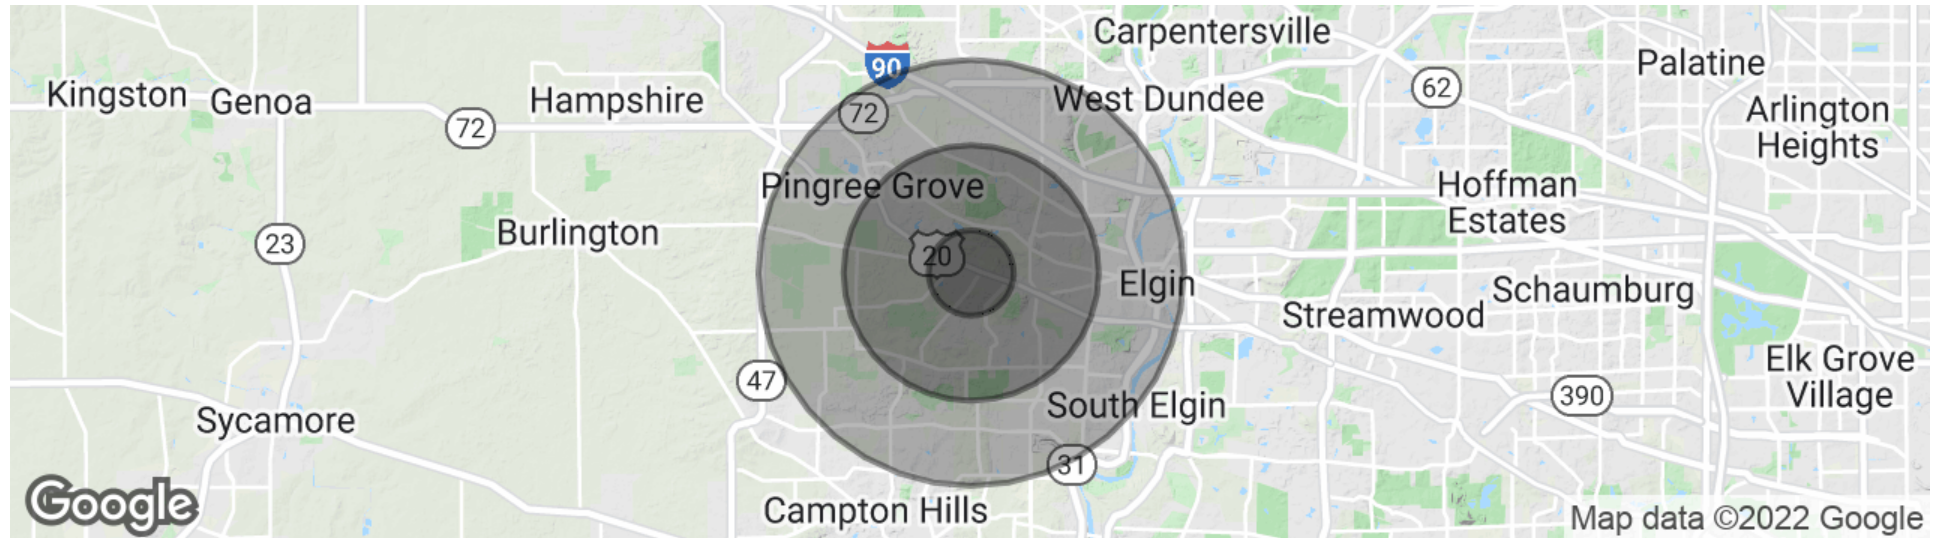 Carpentersville
Palatine
90
62
Kingston
Genoa
Hampshire
West Dundee
72
72
Arlington
Heights
Pingree Grove
Hoffman
Estates
Burlington
23
20
Elgin
Schaumburg
Streamwood
47
Elk Grove
Village
390
South Elgin
Sycamore
31
Google
Campton Hills
Map data ©2022 Google